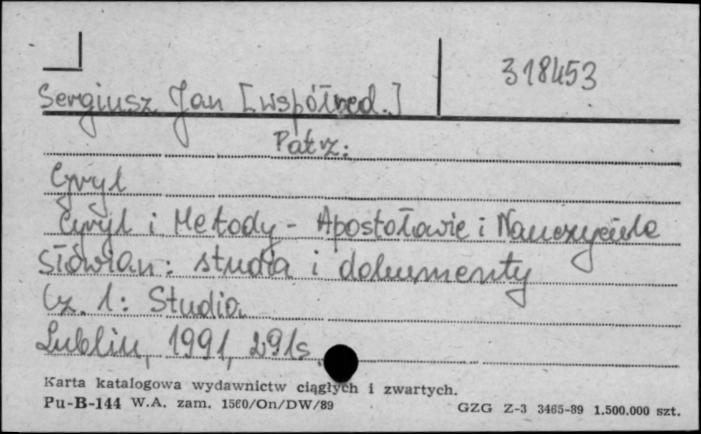 318453
Sergiusz Jan [współred.]
Patrz:
Cyryl
Cyryl i Metody - Apostołowie i Nauczyciele
Słowian: studia i dokumenty
Cz. 1: Studia.
Lublin, 1991, 291s.
Karta katalogowa wydawnictw ciągłych i zwartych.
Pu-B-144 W.A. zam. 1560/On/DW/89 GZG Z-3 3465-89 1.500.000 szt.